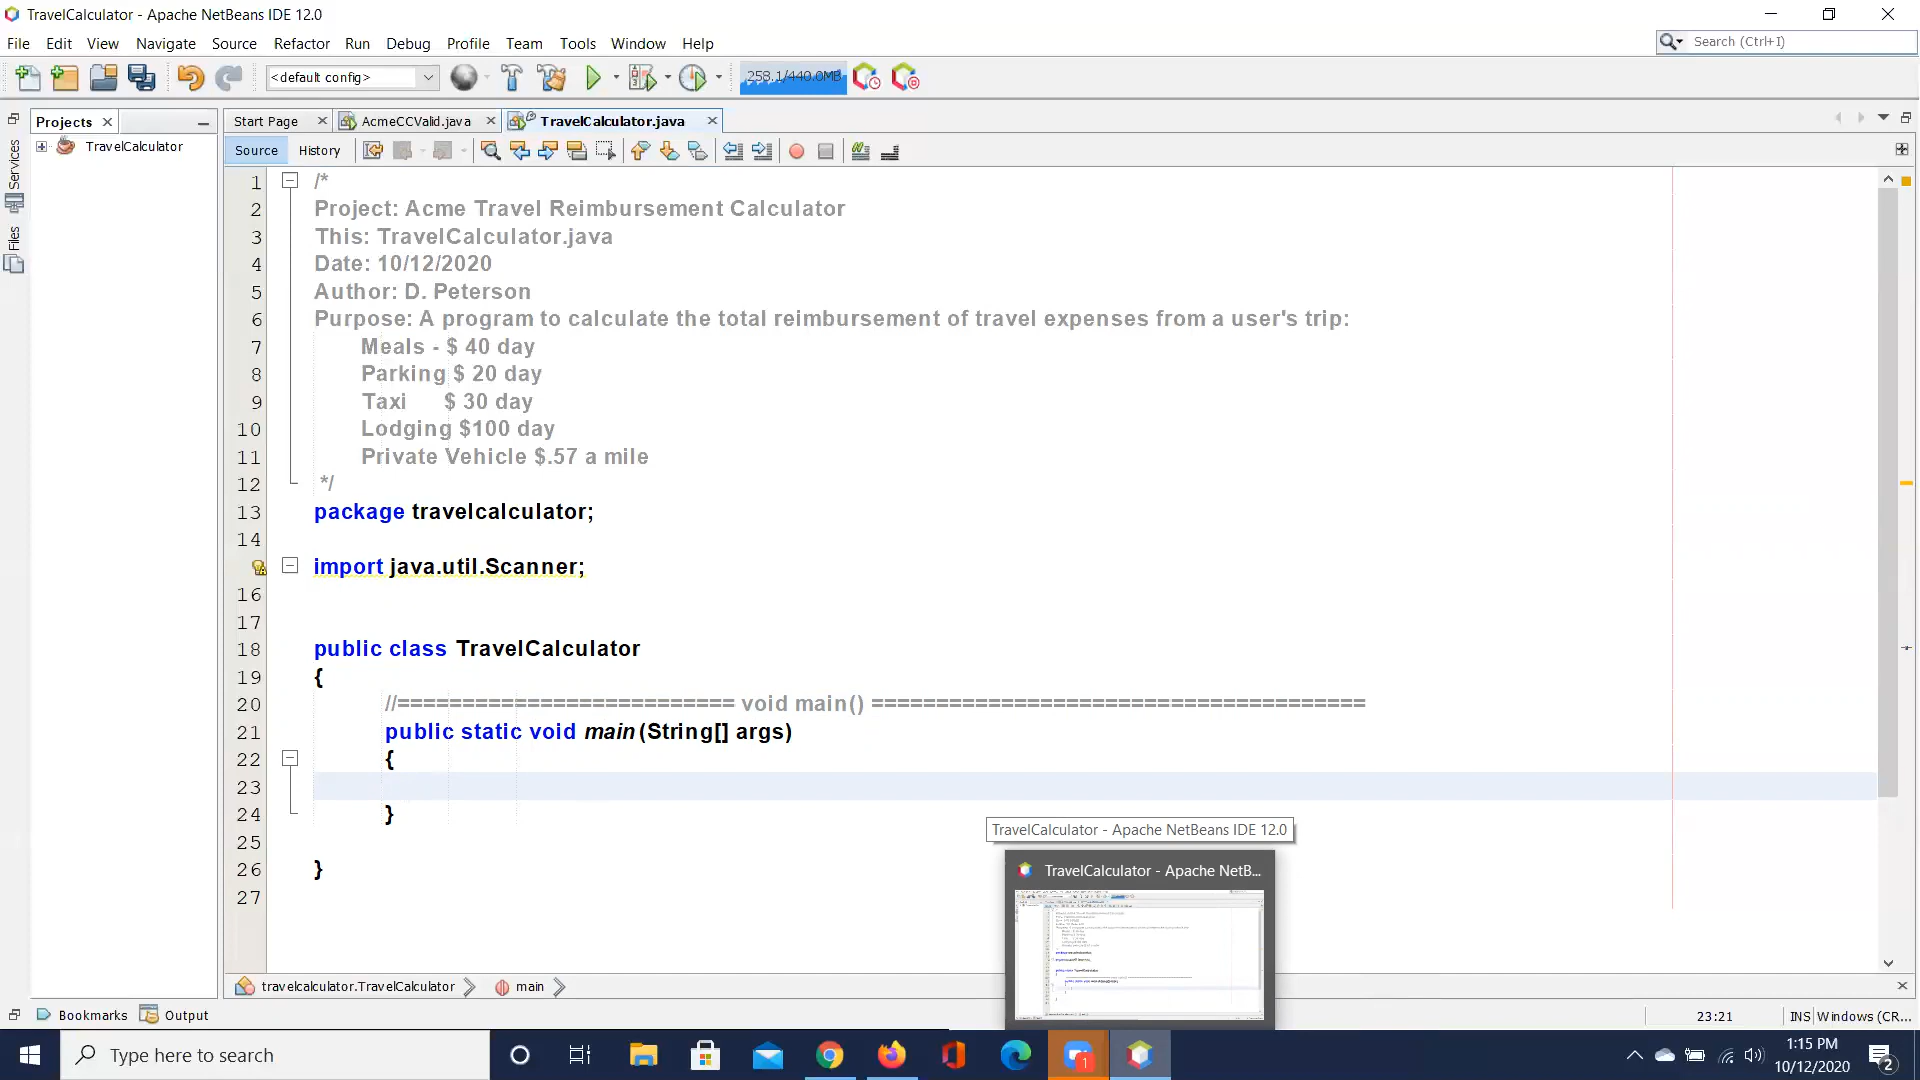 TravelCalculator - Apache NetBeans IDE 12.0
File Edit View Navigate Source Refactor Run Debug Profile Team Tools Window Help
Search (Ctrl+I)
<default config>
258.1/440.0MB
Projects
Start Page
AcmeCCValid.java
TravelCalculator.java
TravelCalculator
Source
History
Services
Files
1 /*
2 Project: Acme Travel Reimbursement Calculator
3 This: TravelCalculator.java
4 Date: 10/12/2020
5 Author: D. Peterson
6 Purpose: A program to calculate the total reimbursement of travel expenses from a user's trip:
7 Meals - $ 40 day
8 Parking $ 20 day
9 Taxi $ 30 day
10 Lodging $100 day
11 Private Vehicle $.57 a mile
12 */
13 package travelcalculator;
14
import java.util.Scanner;
16
17
18 public class TravelCalculator
19 {
20 //========================== void main() ======================================
21 public static void main(String[] args)
22 {
23
24 }
25
26 }
27
TravelCalculator - Apache NetBeans IDE 12.0
TravelCalculator - Apache NetB...
travelcalculator.TravelCalculator
main
Bookmarks
Output
23:21
INS
Windows (CR...
Type here to search
1
1:15 PM
10/12/2020
2